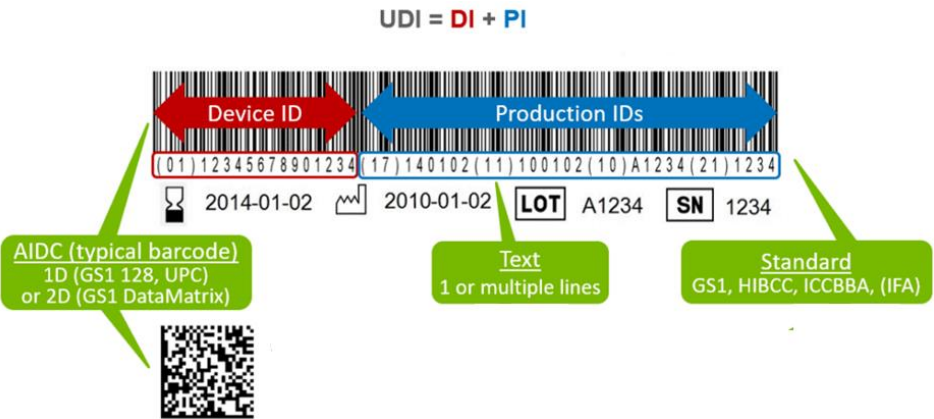 UDI = DI + PI
Device ID
Production IDs
(01)12345678901234(17)140102(11)100102(10)A1234(21)1234
2014-01-02 2010-01-02 LOT A1234 SN 1234
AIDC (typical barcode)
1D (GS1 128, UPC)
or 2D (GS1 DataMatrix)
Text
1 or multiple lines
Standard
GS1, HIBCC, ICCBBA, (IFA)